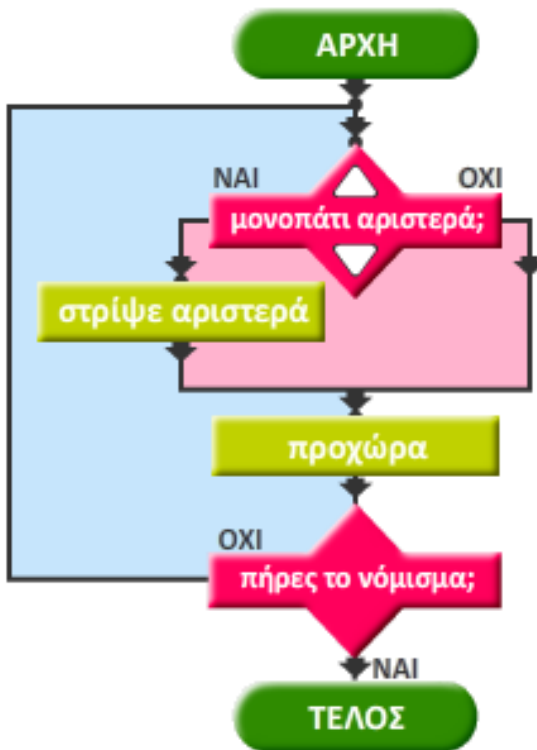 ΑΡΧΗ
ΝΑΙ
ΟΧΙ
μονοπάτι αριστερά;
στρίψε αριστερά
προχώρα
ΟΧΙ
πήρες το νόμισμα;
ΝΑΙ
ΤΕΛΟΣ